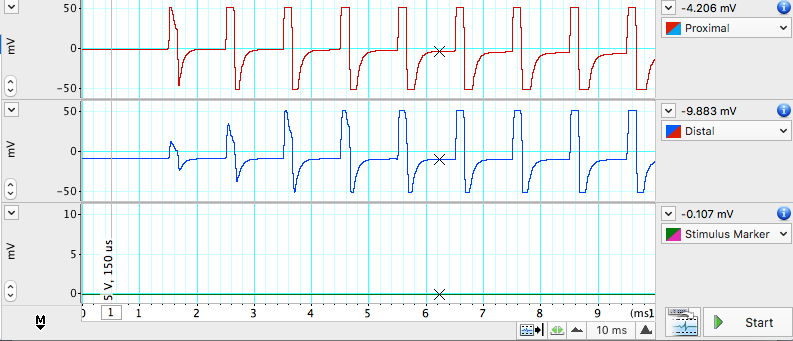 mV
50
0
-50
-4.206 mV
Proximal
mV
50
0
-50
-9.883 mV
Distal
mV
10
5
0
5 V, 150 us
-0.107 mV
Stimulus Marker
M
0 1 1 2 3 4 5 6 7 8 9 (ms1
10 ms
Start